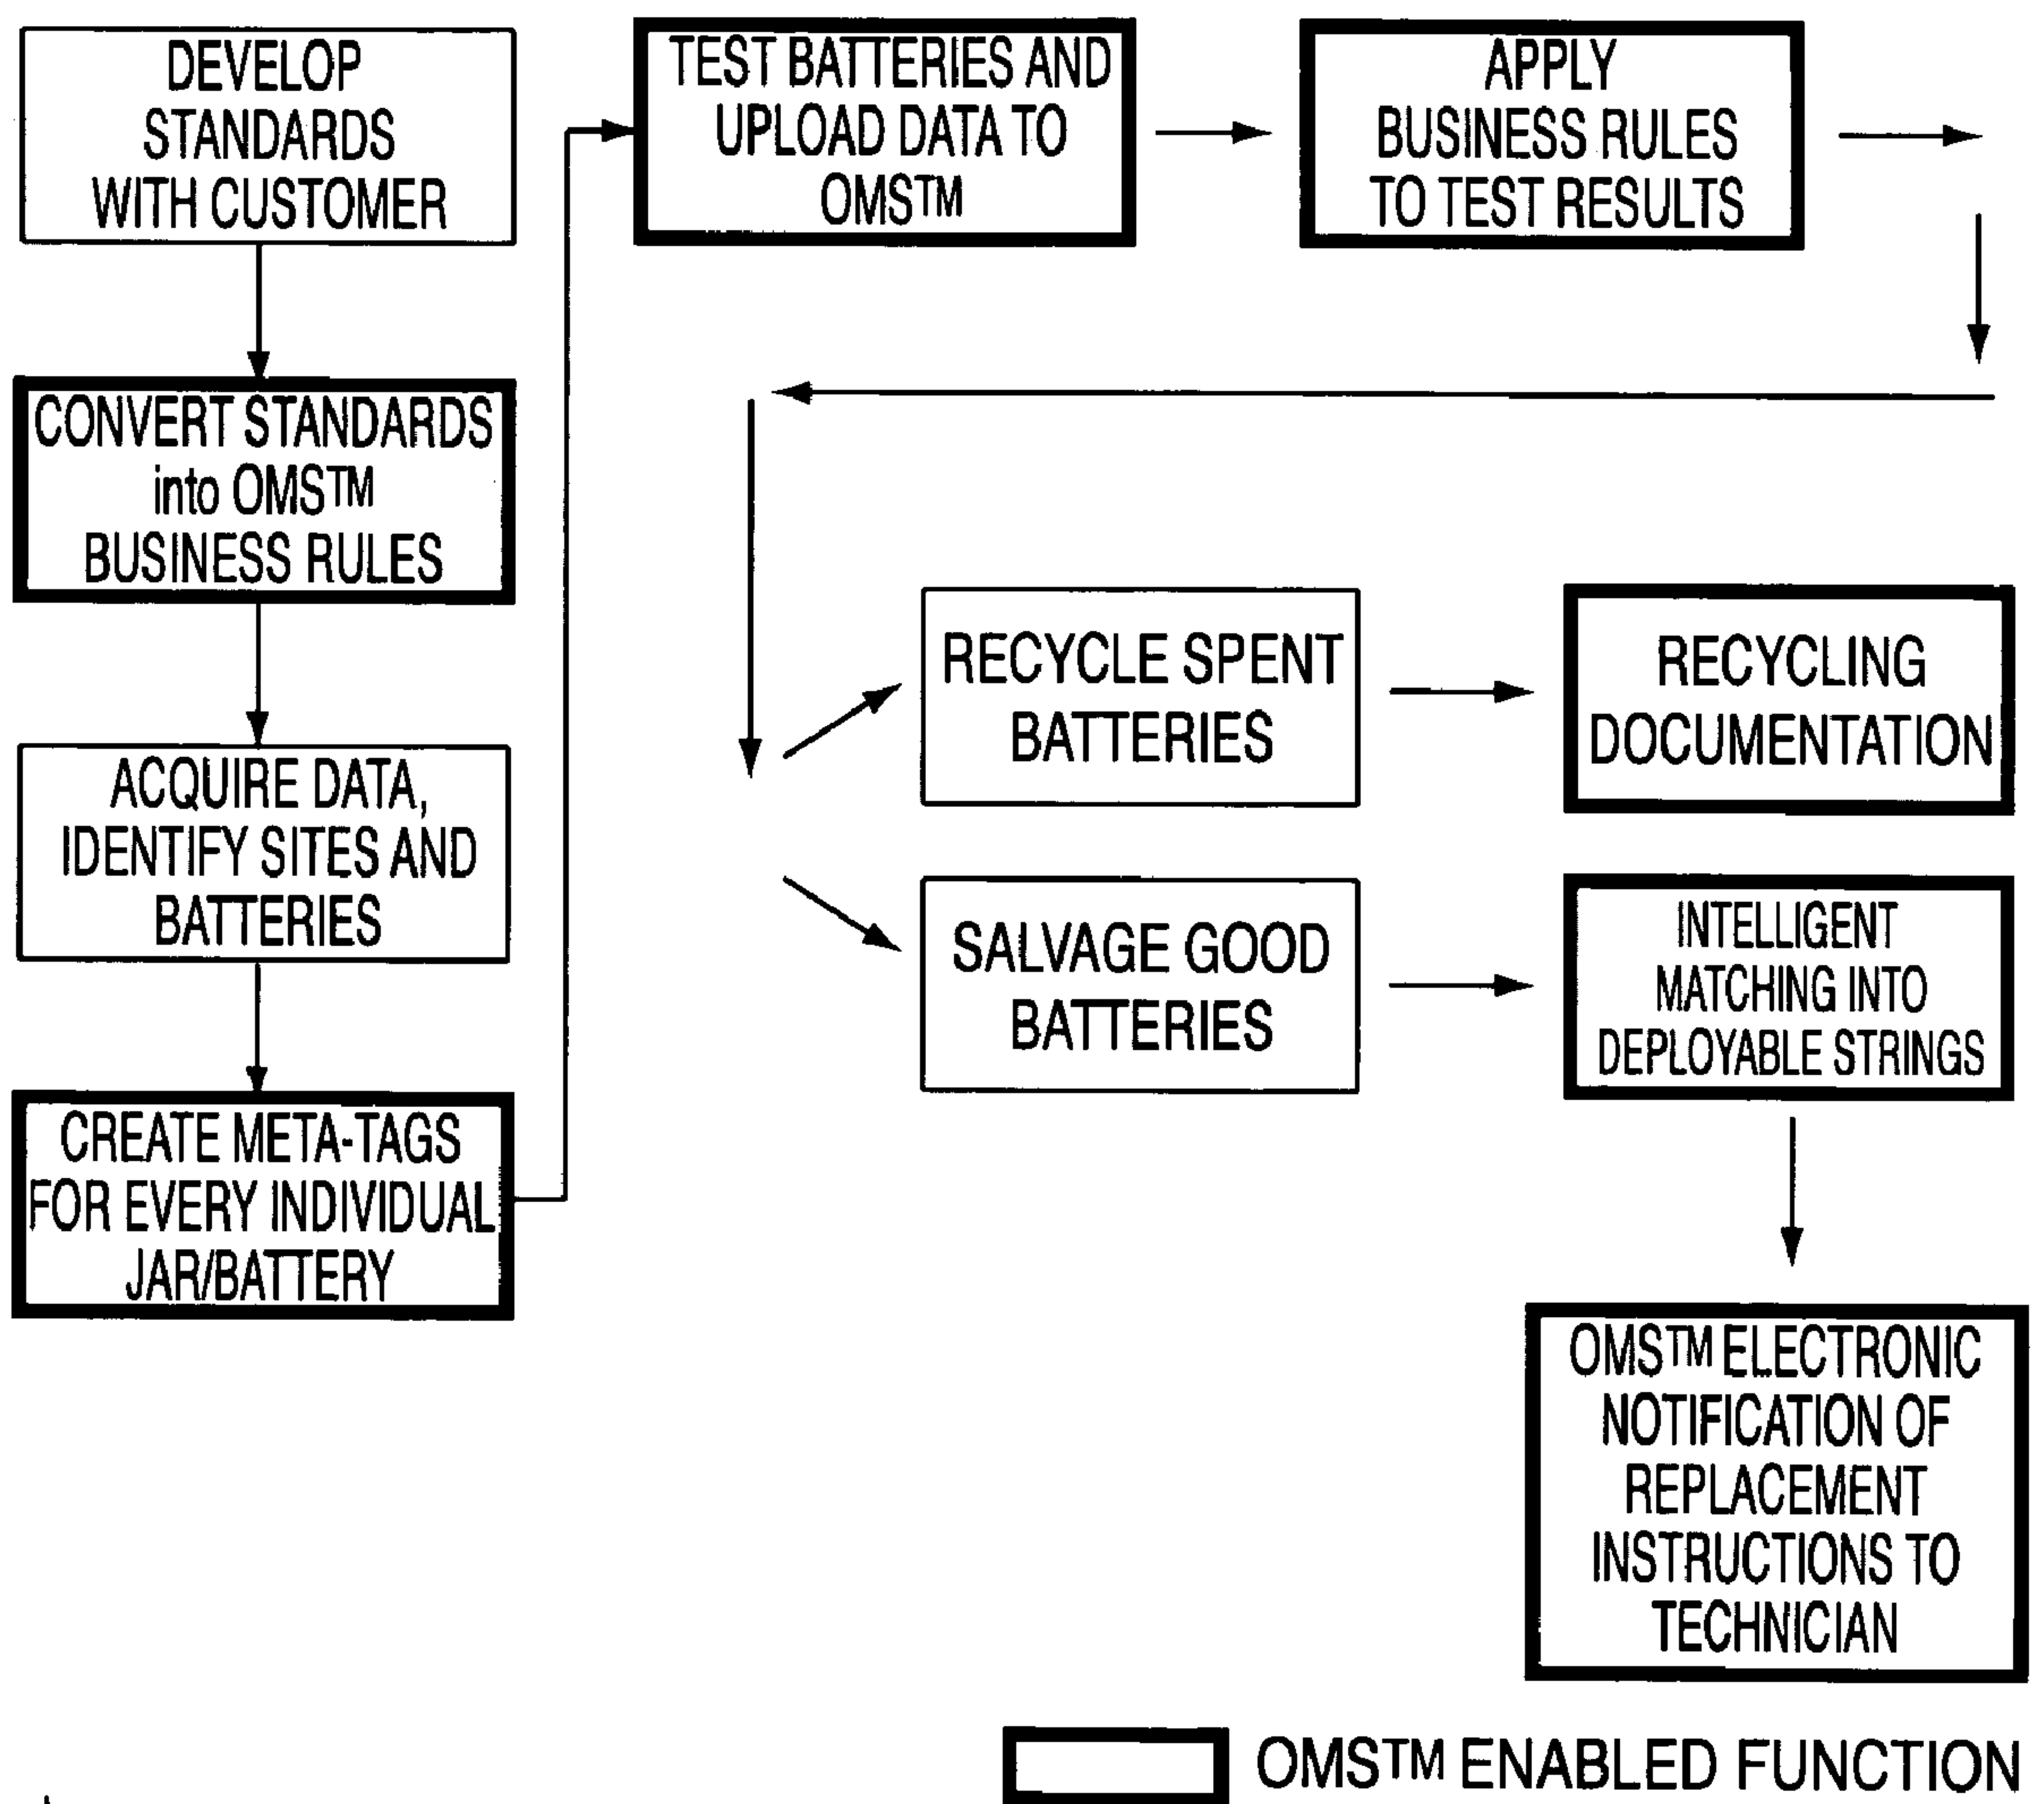 DEVELOP
STANDARDS
WITH CUSTOMER
CONVERT STANDARDS
into OMS™
BUSINESS RULES
ACQUIRE DATA,
IDENTIFY SITES AND
BATTERIES
CREATE META-TAGS
FOR EVERY INDIVIDUAL
JAR/BATTERY
TEST BATTERIES AND
UPLOAD DATA TO
OMS™
APPLY
BUSINESS RULES
TO TEST RESULTS
RECYCLE SPENT
BATTERIES
RECYCLING
DOCUMENTATION
SALVAGE GOOD
BATTERIES
INTELLIGENT
MATCHING INTO
DEPLOYABLE STRINGS
OMS™ ELECTRONIC
NOTIFICATION OF
REPLACEMENT
INSTRUCTIONS TO
TECHNICIAN
OMS™ ENABLED FUNCTION